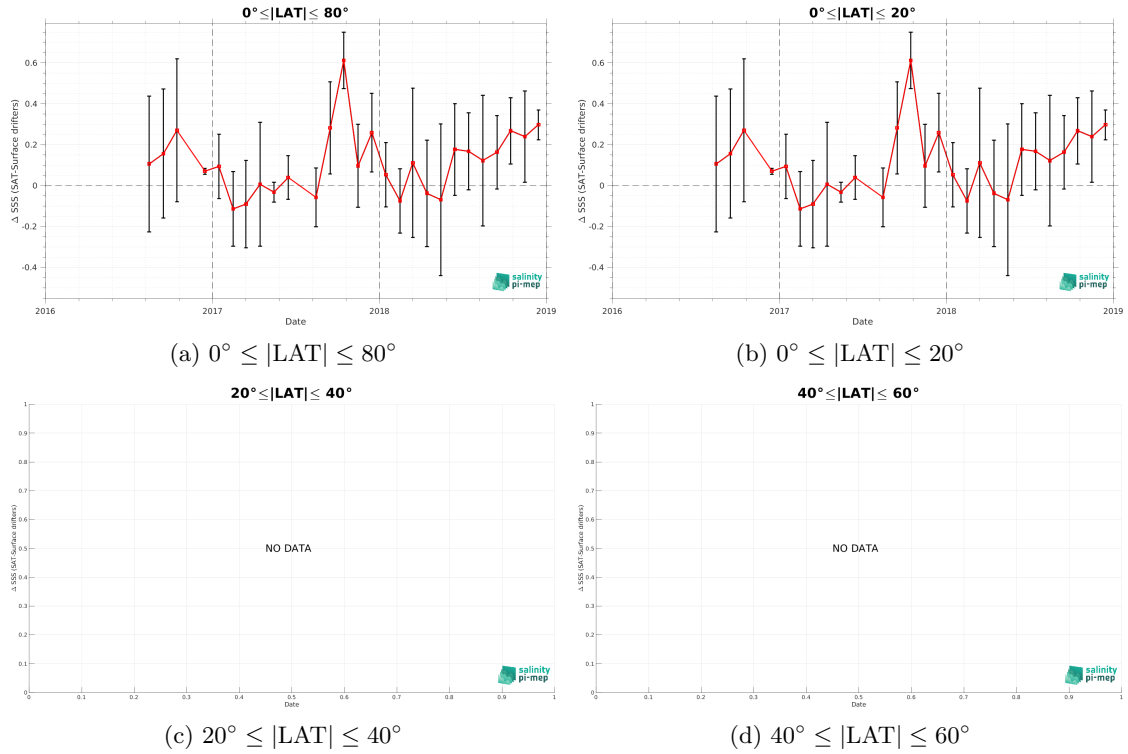 0°≤|LAT|≤ 80°
Δ SSS (SAT-Surface drifters)
0.6
0.4
0.2
0
-0.2
-0.4
2016
2017
2018
2019
Date
salinity
pi-mep
(a) 0° ≤ |LAT| ≤ 80°
0°≤|LAT|≤ 20°
Δ SSS (SAT-Surface drifters)
0.6
0.4
0.2
0
-0.2
-0.4
2016
2017
2018
2019
Date
salinity
pi-mep
(b) 0° ≤ |LAT| ≤ 20°
20°≤|LAT|≤ 40°
Δ SSS (SAT-Surface drifters)
1
0.9
0.8
0.7
0.6
0.5
0.4
0.3
0.2
0.1
0
NO DATA
0
0.1
0.2
0.3
0.4
0.5
0.6
0.7
0.8
0.9
1
Date
salinity
pi-mep
(c) 20° ≤ |LAT| ≤ 40°
40°≤|LAT|≤ 60°
Δ SSS (SAT-Surface drifters)
1
0.9
0.8
0.7
0.6
0.5
0.4
0.3
0.2
0.1
0
NO DATA
0
0.1
0.2
0.3
0.4
0.5
0.6
0.7
0.8
0.9
1
Date
salinity
pi-mep
(d) 40° ≤ |LAT| ≤ 60°